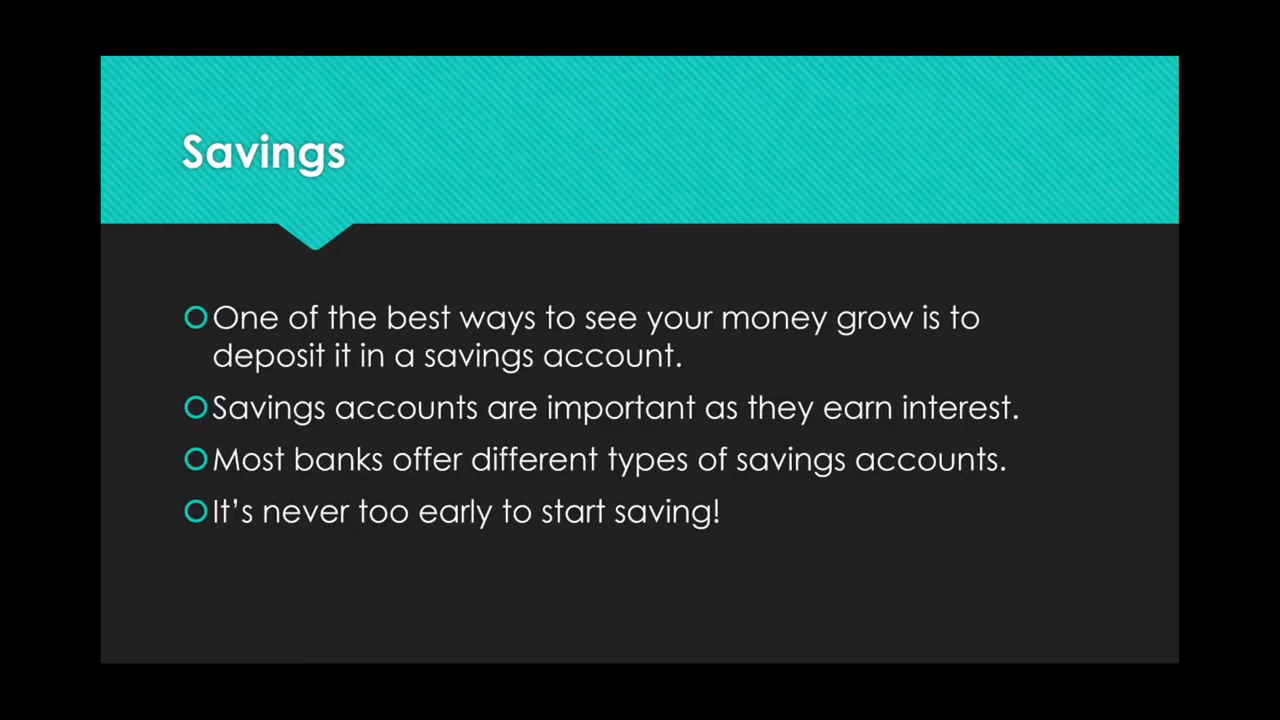 Savings
One of the best ways to see your money grow is to
deposit it in a savings account.
Savings accounts are important as they earn interest.
Most banks offer different types of savings accounts.
It’s never too early to start saving!